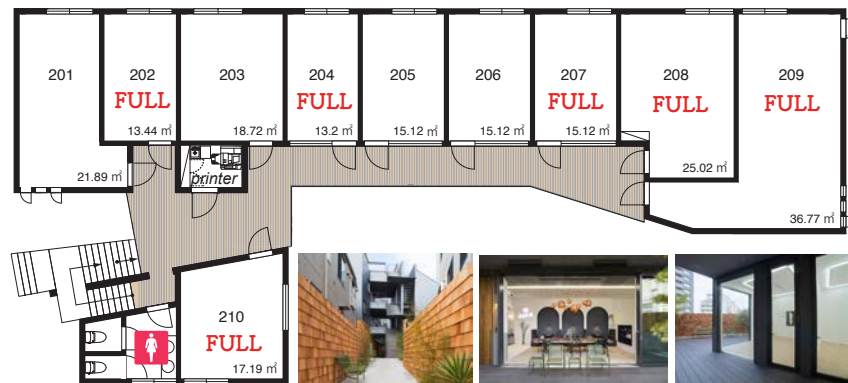 201
21.89 ㎡
202
FULL
13.44 ㎡
203
18.72 ㎡
204
FULL
13.2 ㎡
205
15.12 ㎡
206
15.12 ㎡
207
FULL
15.12 ㎡
208
FULL
25.02 ㎡
209
FULL
36.77 ㎡
printer
210
FULL
17.19 ㎡